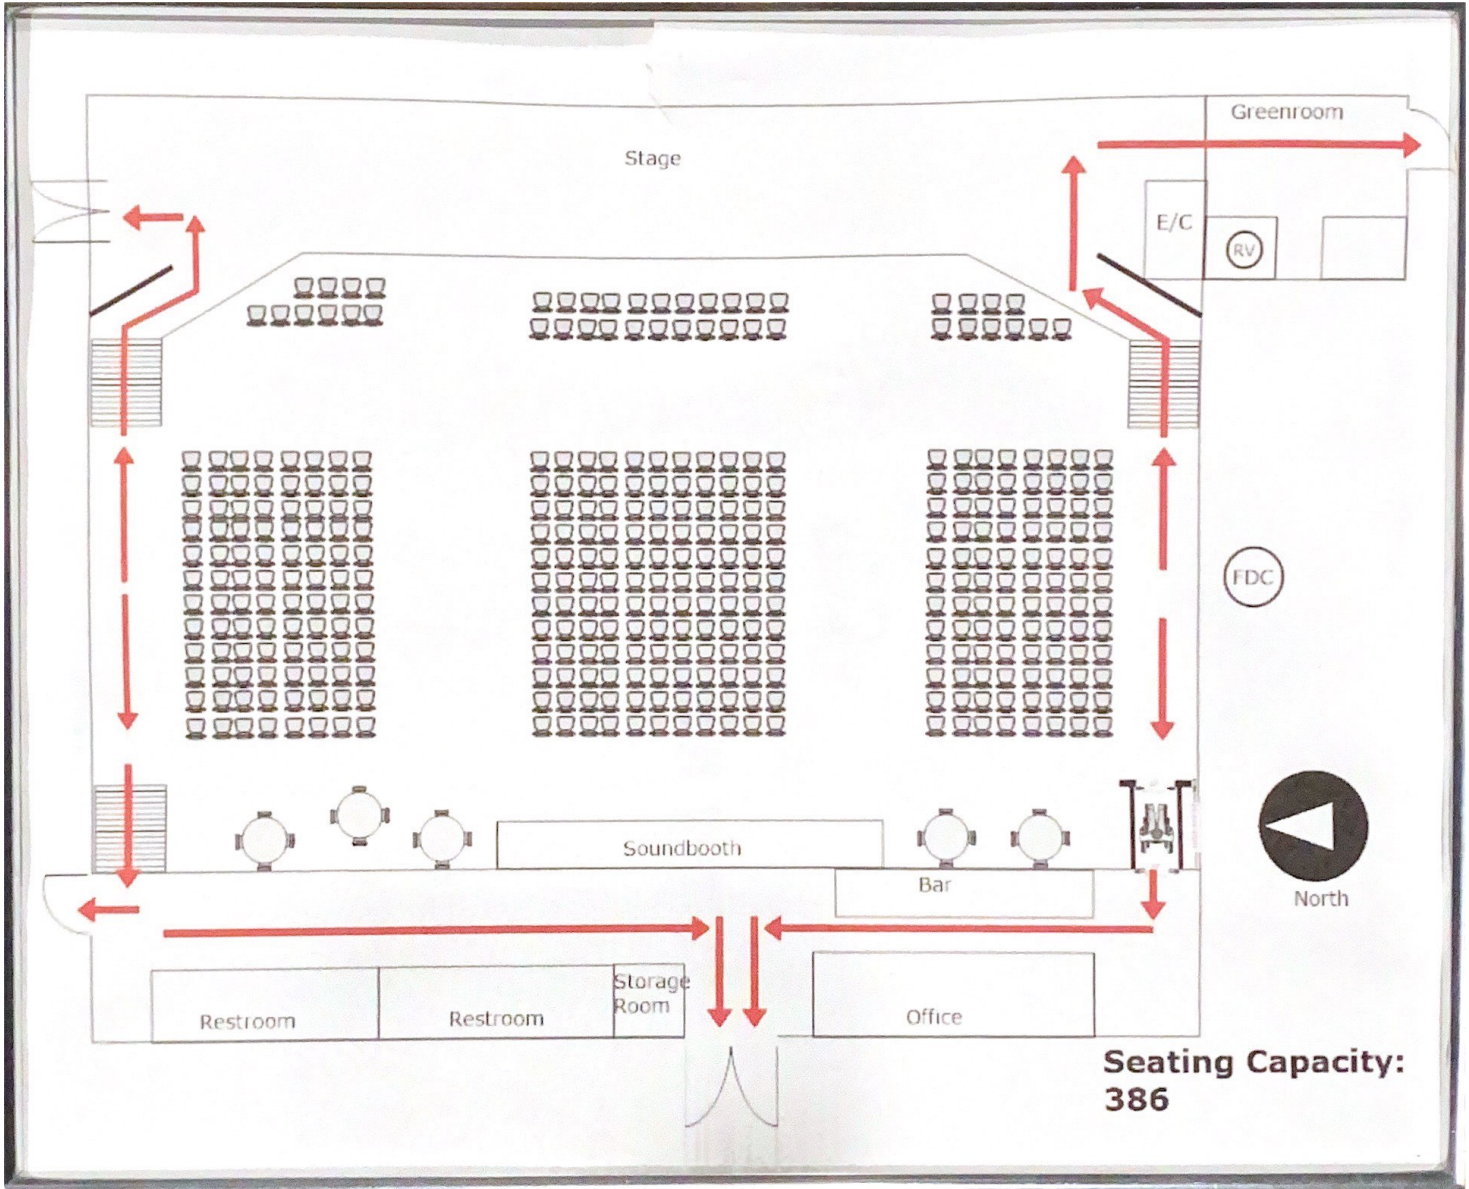 Greenroom
Stage
E/C
RV
FDC
Soundbooth
Bar
North
Storage
Room
Restroom
Restroom
Office
Seating Capacity:
386